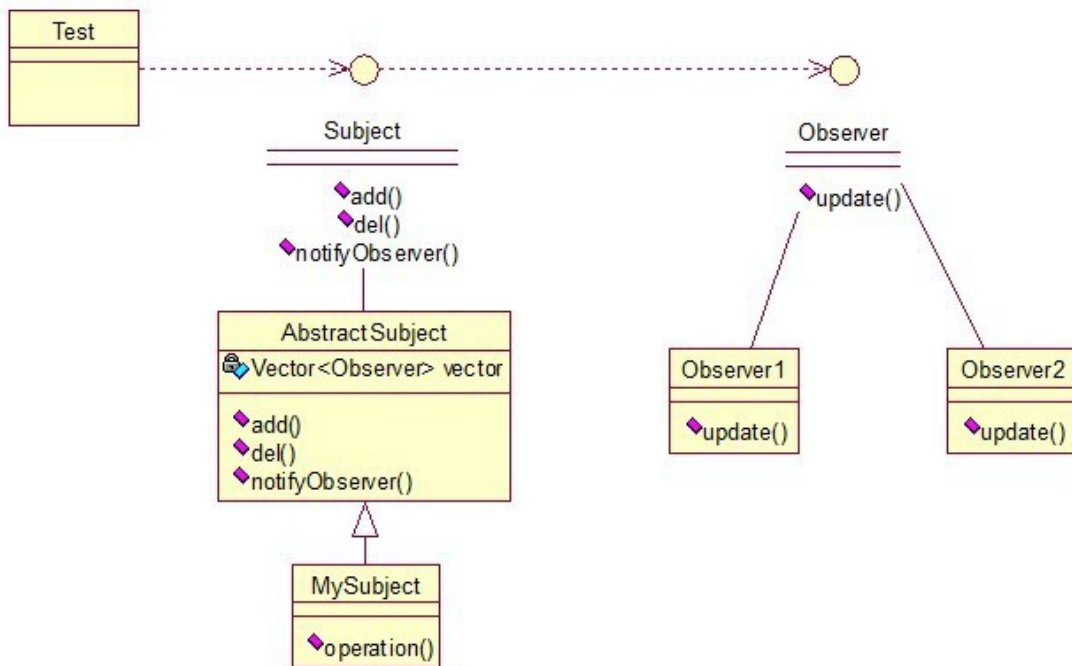 Test
Subject
add()
del()
notifyObserver()
Observer
update()
AbstractSubject
Vector<Observer> vector
add()
del()
notifyObserver()
Observer1
update()
Observer2
update()
MySubject
operation()